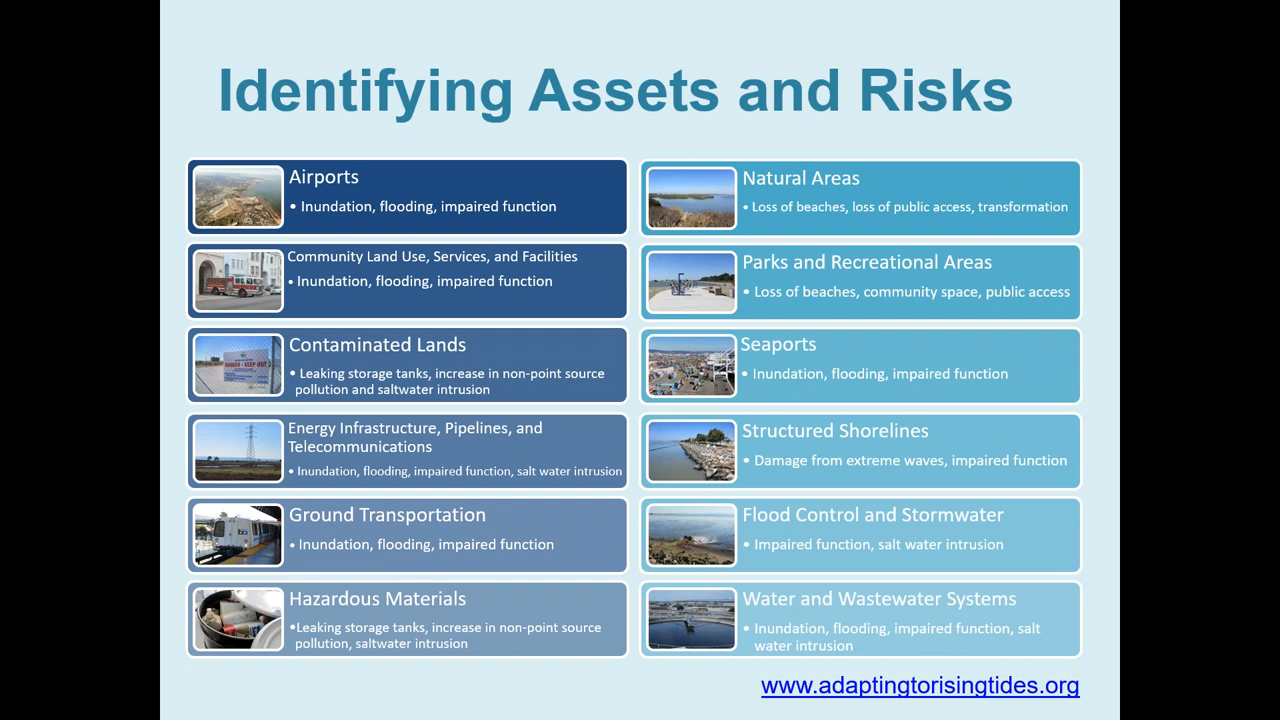 Identifying Assets and Risks
Airports
• Inundation, flooding, impaired function
Community Land Use, Services, and Facilities
• Inundation, flooding, impaired function
Contaminated Lands
• Leaking storage tanks, increase in non-point source
pollution and saltwater intrusion
Energy Infrastructure, Pipelines, and
Telecommunications
• Inundation, flooding, impaired function, salt water intrusion
Ground Transportation
• Inundation, flooding, impaired function
Hazardous Materials
•Leaking storage tanks, increase in non-point source
pollution, saltwater intrusion
Natural Areas
• Loss of beaches, loss of public access, transformation
Parks and Recreational Areas
• Loss of beaches, community space, public access
Seaports
• Inundation, flooding, impaired function
Structured Shorelines
• Damage from extreme waves, impaired function
Flood Control and Stormwater
• Impaired function, salt water intrusion
Water and Wastewater Systems
• Inundation, flooding, impaired function, salt
water intrusion
www.adaptingtorisingtides.org